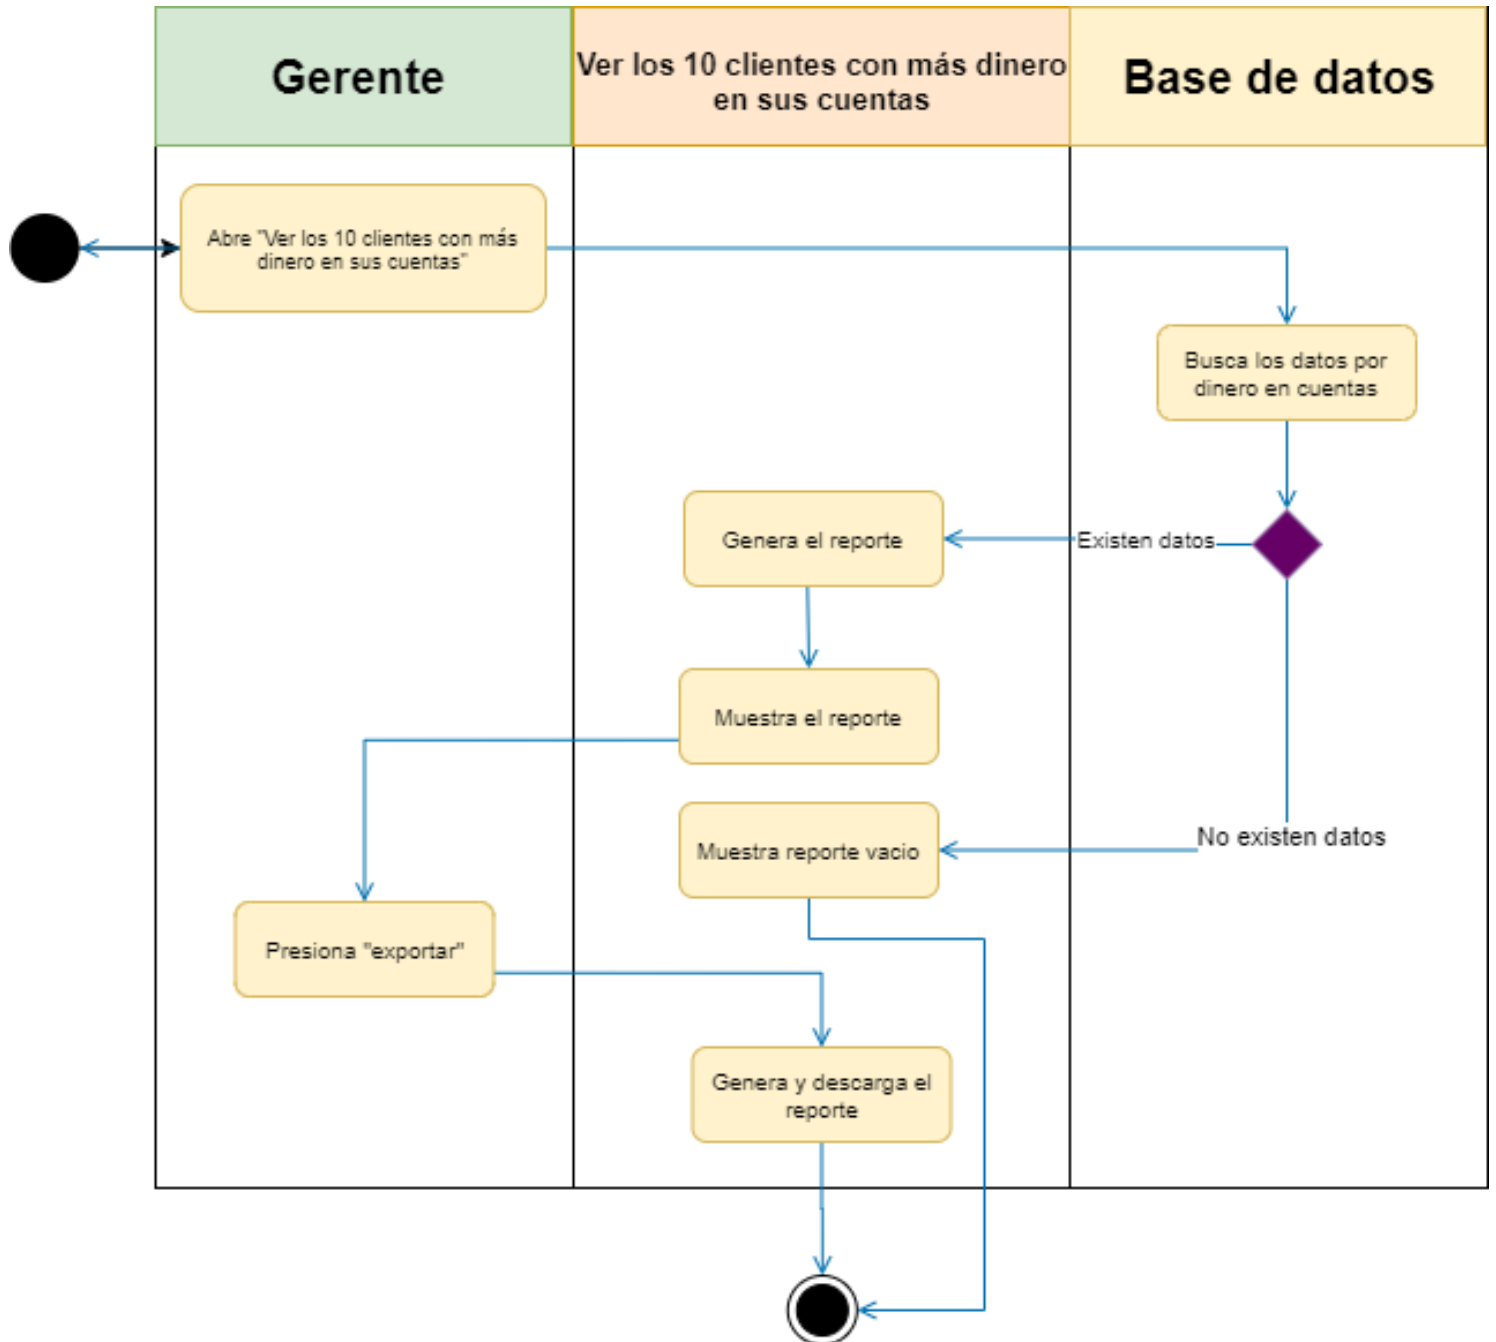 Gerente
Ver los 10 clientes con más dinero
en sus cuentas
Base de datos
Abre "Ver los 10 clientes con más
dinero en sus cuentas"
Busca los datos por
dinero en cuentas
Genera el reporte
Existen datos
Muestra el reporte
Muestra reporte vacio
No existen datos
Presiona "exportar"
Genera y descarga el
reporte